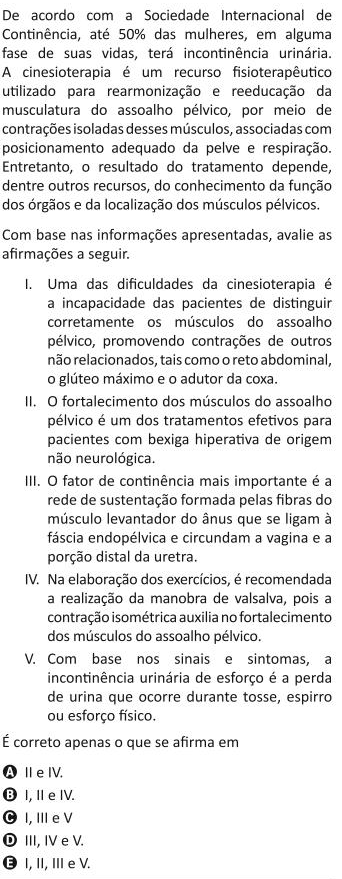 De acordo com a Sociedade Internacional de
Continência, até 50% das mulheres, em alguma
fase de suas vidas, terá incontinência urinária.
A cinesioterapia é um recurso fisioterapêutico
utilizado para rearmonização e reeducação da
musculatura do assoalho pélvico, por meio de
contrações isoladas desses músculos, associadas com
posicionamento adequado da pelve e respiração.
Entretanto, o resultado do tratamento depende,
dentre outros recursos, do conhecimento da função
dos órgãos e da localização dos músculos pélvicos.
Com base nas informações apresentadas, avalie as
afirmações a seguir.
I. Uma das dificuldades da cinesioterapia é
a incapacidade das pacientes de distinguir
corretamente os músculos do assoalho
pélvico, promovendo contrações de outros
não relacionados, tais como o reto abdominal,
o glúteo máximo e o adutor da coxa.
II. O fortalecimento dos músculos do assoalho
pélvico é um dos tratamentos efetivos para
pacientes com bexiga hiperativa de origem
não neurológica.
III. O fator de continência mais importante é a
rede de sustentação formada pelas fibras do
músculo levantador do ânus que se ligam à
fáscia endopélvica e circundam a vagina e a
porção distal da uretra.
IV. Na elaboração dos exercícios, é recomendada
a realização da manobra de valsalva, pois a
contração isométrica auxilia no fortalecimento
dos músculos do assoalho pélvico.
V. Com base nos sinais e sintomas, a
incontinência urinária de esforço é a perda
de urina que ocorre durante tosse, espirro
ou esforço físico.
É correto apenas o que se afirma em
A II e IV.
B I, II e IV.
C I, III e V
D III, IV e V.
E I, II, III e V.